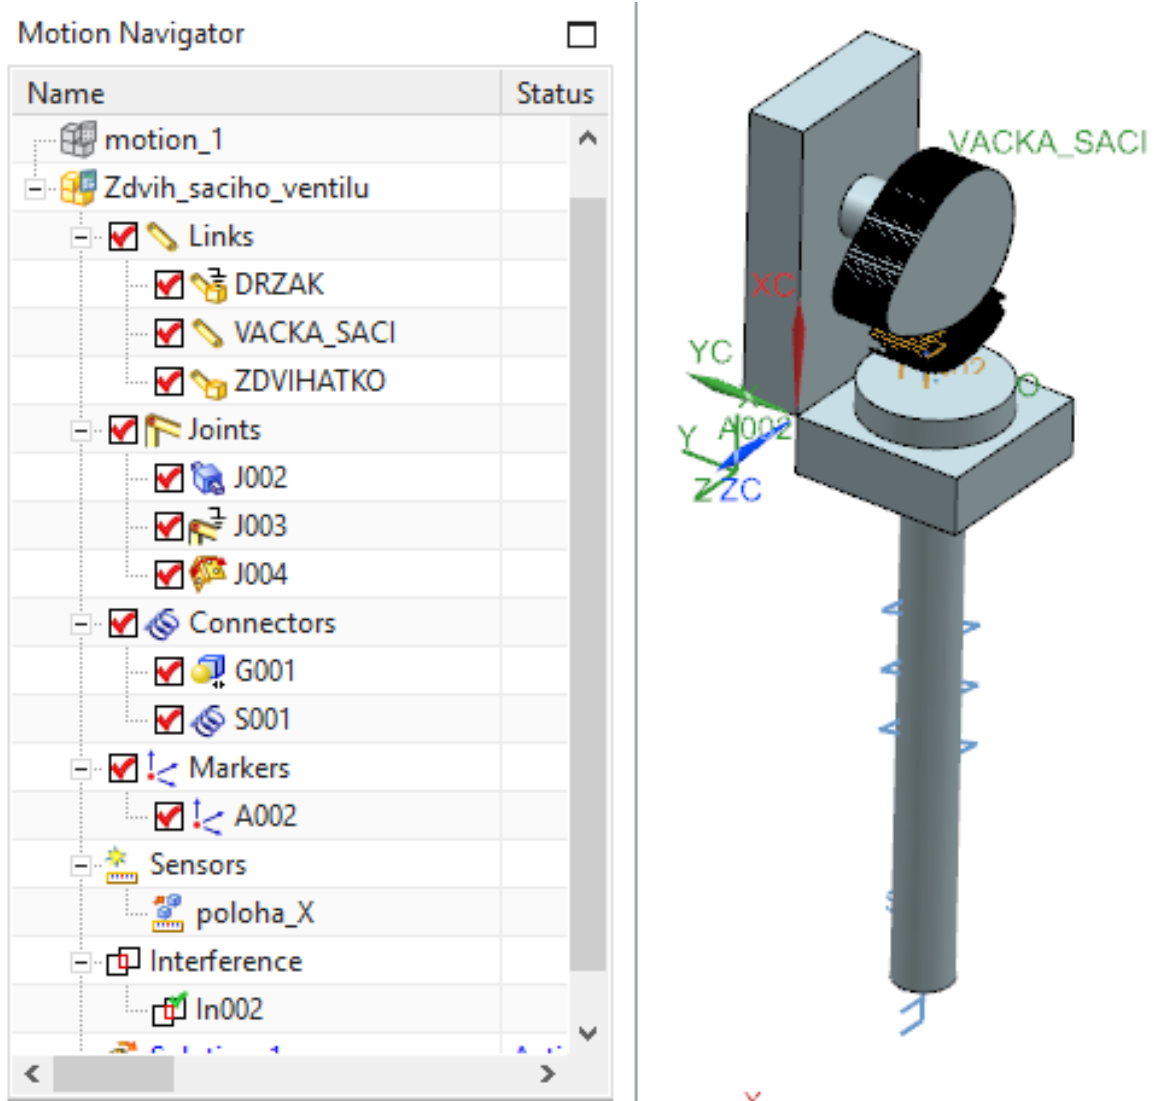 Motion Navigator
Name Status
motion_1
Zdvih_saciho_ventilu
Links
DRZAK
VACKA_SACI
ZDVIHATKO
Joints
J002
J003
J004
Connectors
G001
S001
Markers
A002
Sensors
poloha_X
Interference
In002
VACKA_SACI
XC
YC
X
A002
Y
Z
ZC
O
X